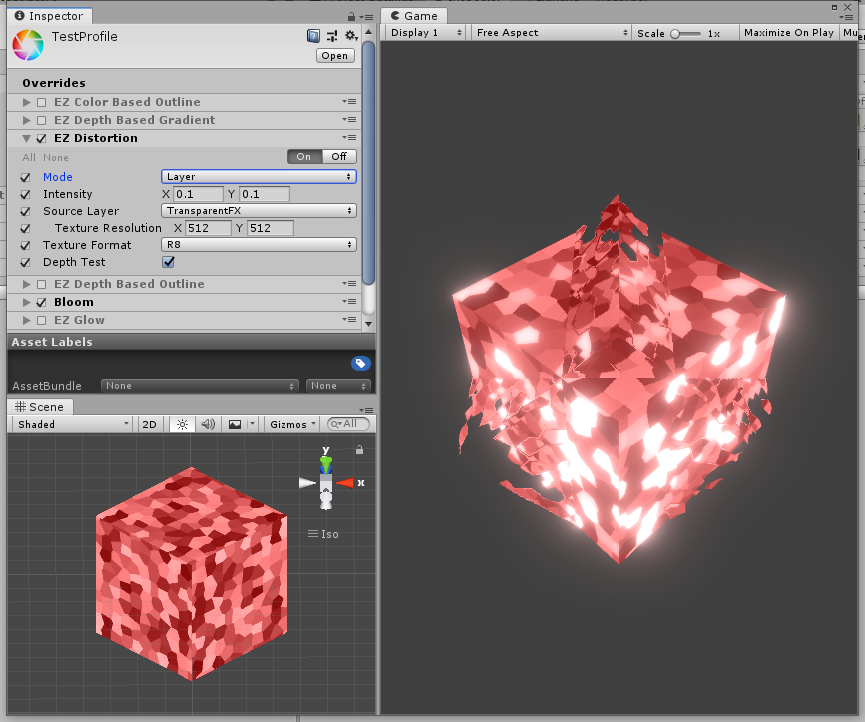 Inspector
TestProfile
Open
Overrides
EZ Color Based Outline
EZ Depth Based Gradient
EZ Distortion
All None On Off
Mode Layer
Intensity X 0.1 Y 0.1
Source Layer TransparentFX
Texture Resolution X 512 Y 512
Texture Format R8
Depth Test
EZ Depth Based Outline
Bloom
EZ Glow
Asset Labels
AssetBundle None None
Scene
Shaded 2D Gizmos All
y
x
Iso
Game
Display 1 Free Aspect Scale 1x Maximize On Play Mu